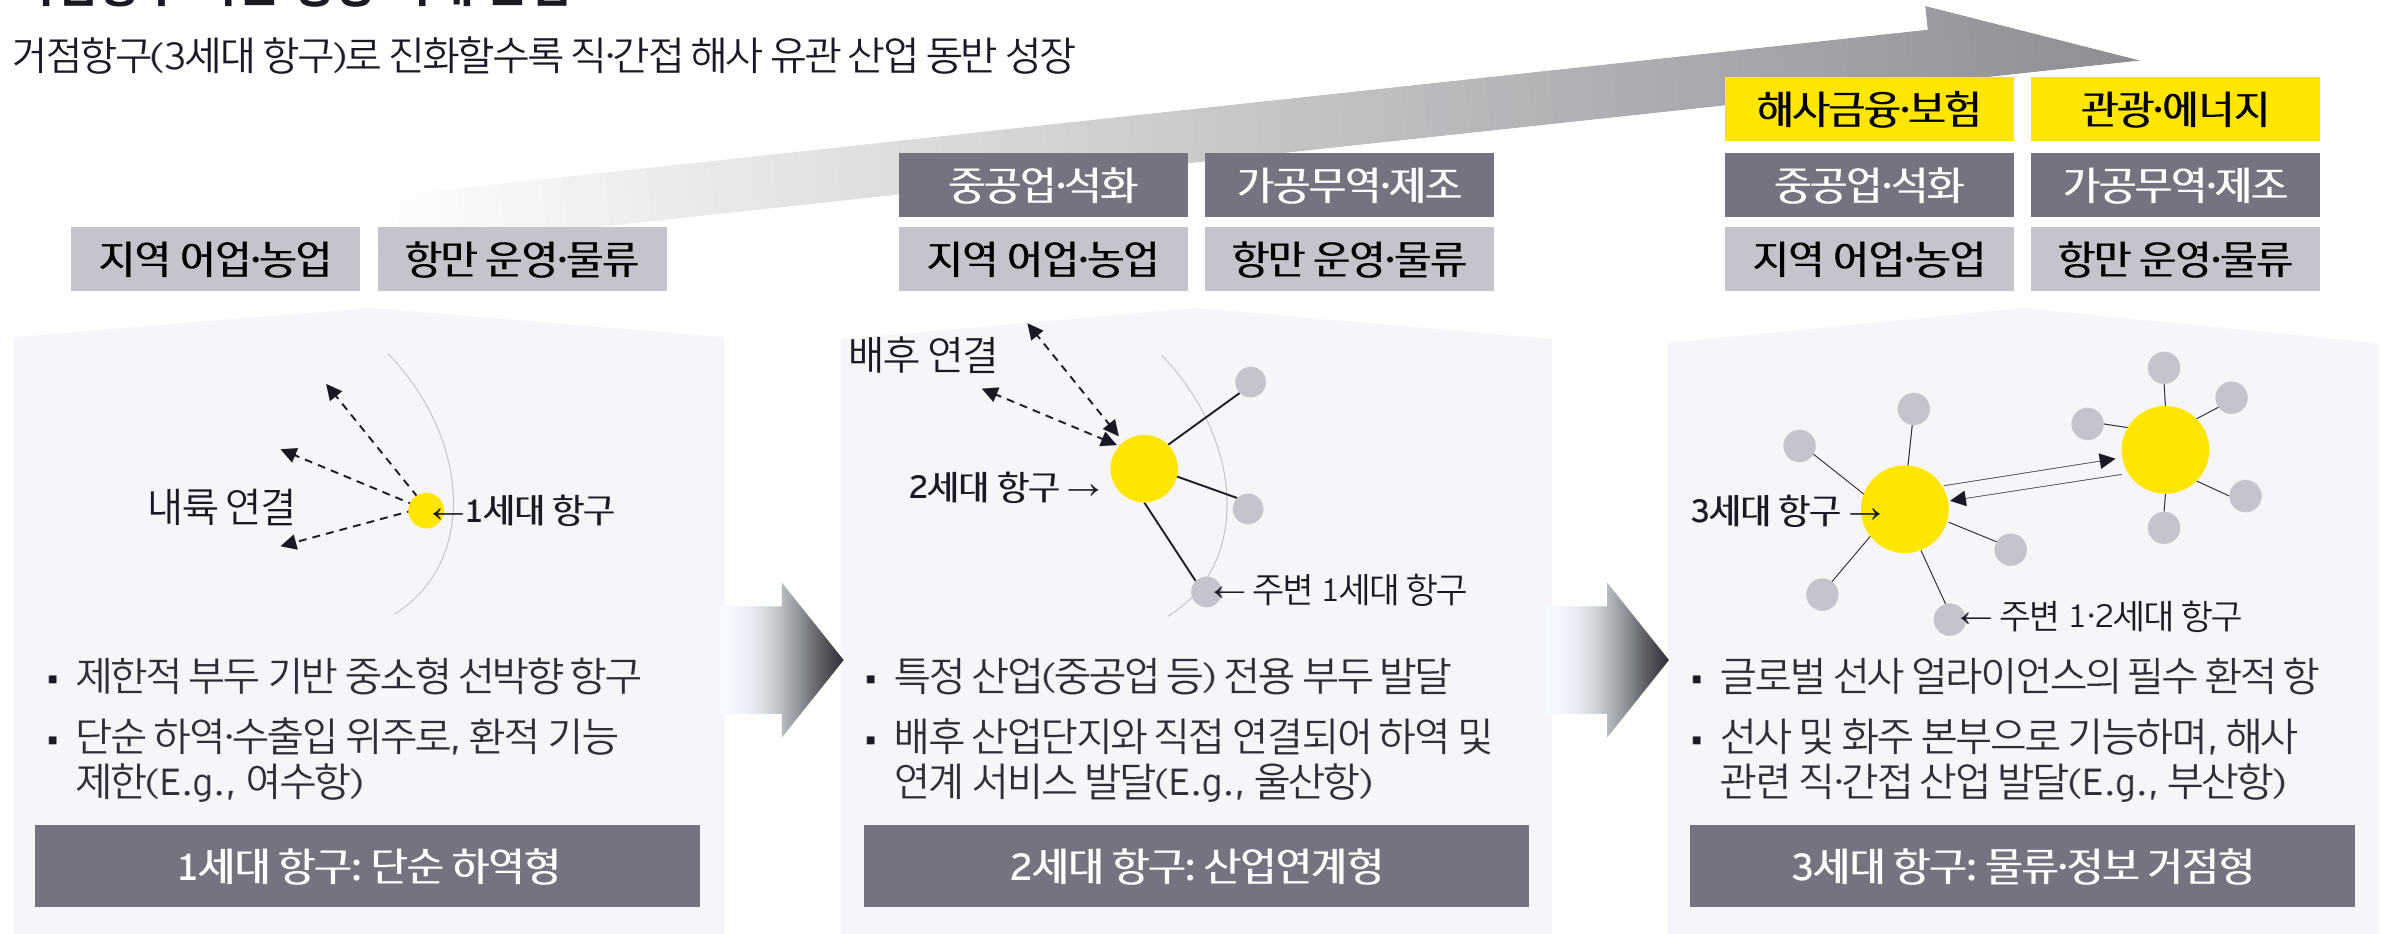 거점항구(3세대 항구)로 진화할수록 직·간접 해사 유관 산업 동반 성장
해사금융·보험
관광·에너지
중공업·석화
가공무역·제조
중공업·석화
가공무역·제조
지역 어업·농업
항만 운영·물류
지역 어업·농업
항만 운영·물류
지역 어업·농업
항만 운영·물류
내륙 연결
←1세대 항구
▪ 제한적 부두 기반 중소형 선박향 항구
▪ 단순 하역·수출입 위주로, 환적 기능
제한(E.g., 여수항)
1세대 항구: 단순 하역형
배후 연결
2세대 항구 →
← 주변 1세대 항구
▪ 특정 산업(중공업 등) 전용 부두 발달
▪ 배후 산업단지와 직접 연결되어 하역 및
연계 서비스 발달(E.g., 울산항)
2세대 항구: 산업연계형
3세대 항구 →
← 주변 1·2세대 항구
▪ 글로벌 선사 얼라이언스의 필수 환적 항
▪ 선사 및 화주 본부으로 기능하며, 해사
관련 직·간접 산업 발달(E.g., 부산항)
3세대 항구: 물류·정보 거점형